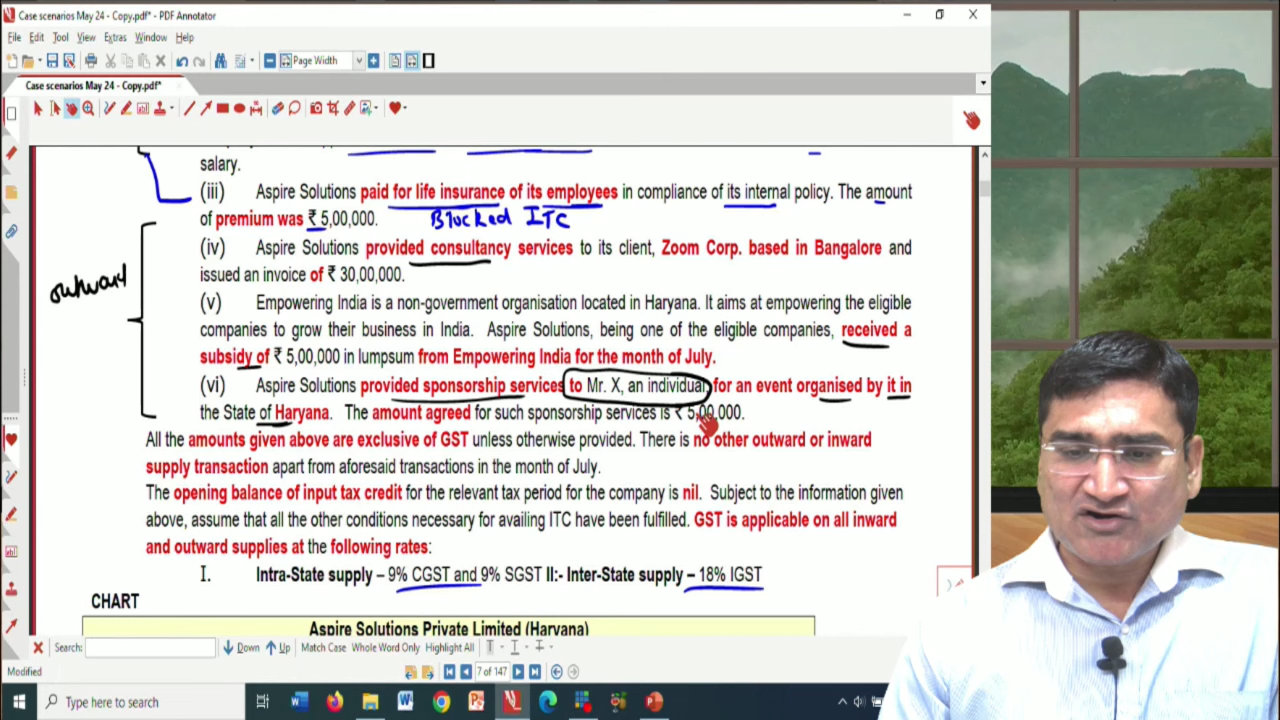 Case scenarios May 24 - Copy.pdf* - PDF Annotator
File Edit Tool View Extras Window Help
Page Width
Case scenarios May 24 - Copy.pdf*
salary.
(iii) Aspire Solutions paid for life insurance of its employees in compliance of its internal policy. The amount
of premium was ₹ 5,00,000. Blocked ITC
(iv) Aspire Solutions provided consultancy services to its client, Zoom Corp. based in Bangalore and
issued an invoice of ₹ 30,00,000.
outward
(v) Empowering India is a non-government organisation located in Haryana. It aims at empowering the eligible
companies to grow their business in India. Aspire Solutions, being one of the eligible companies, received a
subsidy of ₹ 5,00,000 in lumpsum from Empowering India for the month of July.
(vi) Aspire Solutions provided sponsorship services to Mr. X, an individual for an event organised by it in
the State of Haryana. The amount agreed for such sponsorship services is ₹ 5,00,000.
All the amounts given above are exclusive of GST unless otherwise provided. There is no other outward or inward
supply transaction apart from aforesaid transactions in the month of July.
The opening balance of input tax credit for the relevant tax period for the company is nil. Subject to the information given
above, assume that all the other conditions necessary for availing ITC have been fulfilled. GST is applicable on all inward
and outward supplies at the following rates:
I. Intra-State supply – 9% CGST and 9% SGST II:- Inter-State supply – 18% IGST
CHART
Aspire Solutions Private Limited (Haryana)
Search: Down Up Match Case Whole Word Only Highlight All
Modified 7 of 147
Type here to search